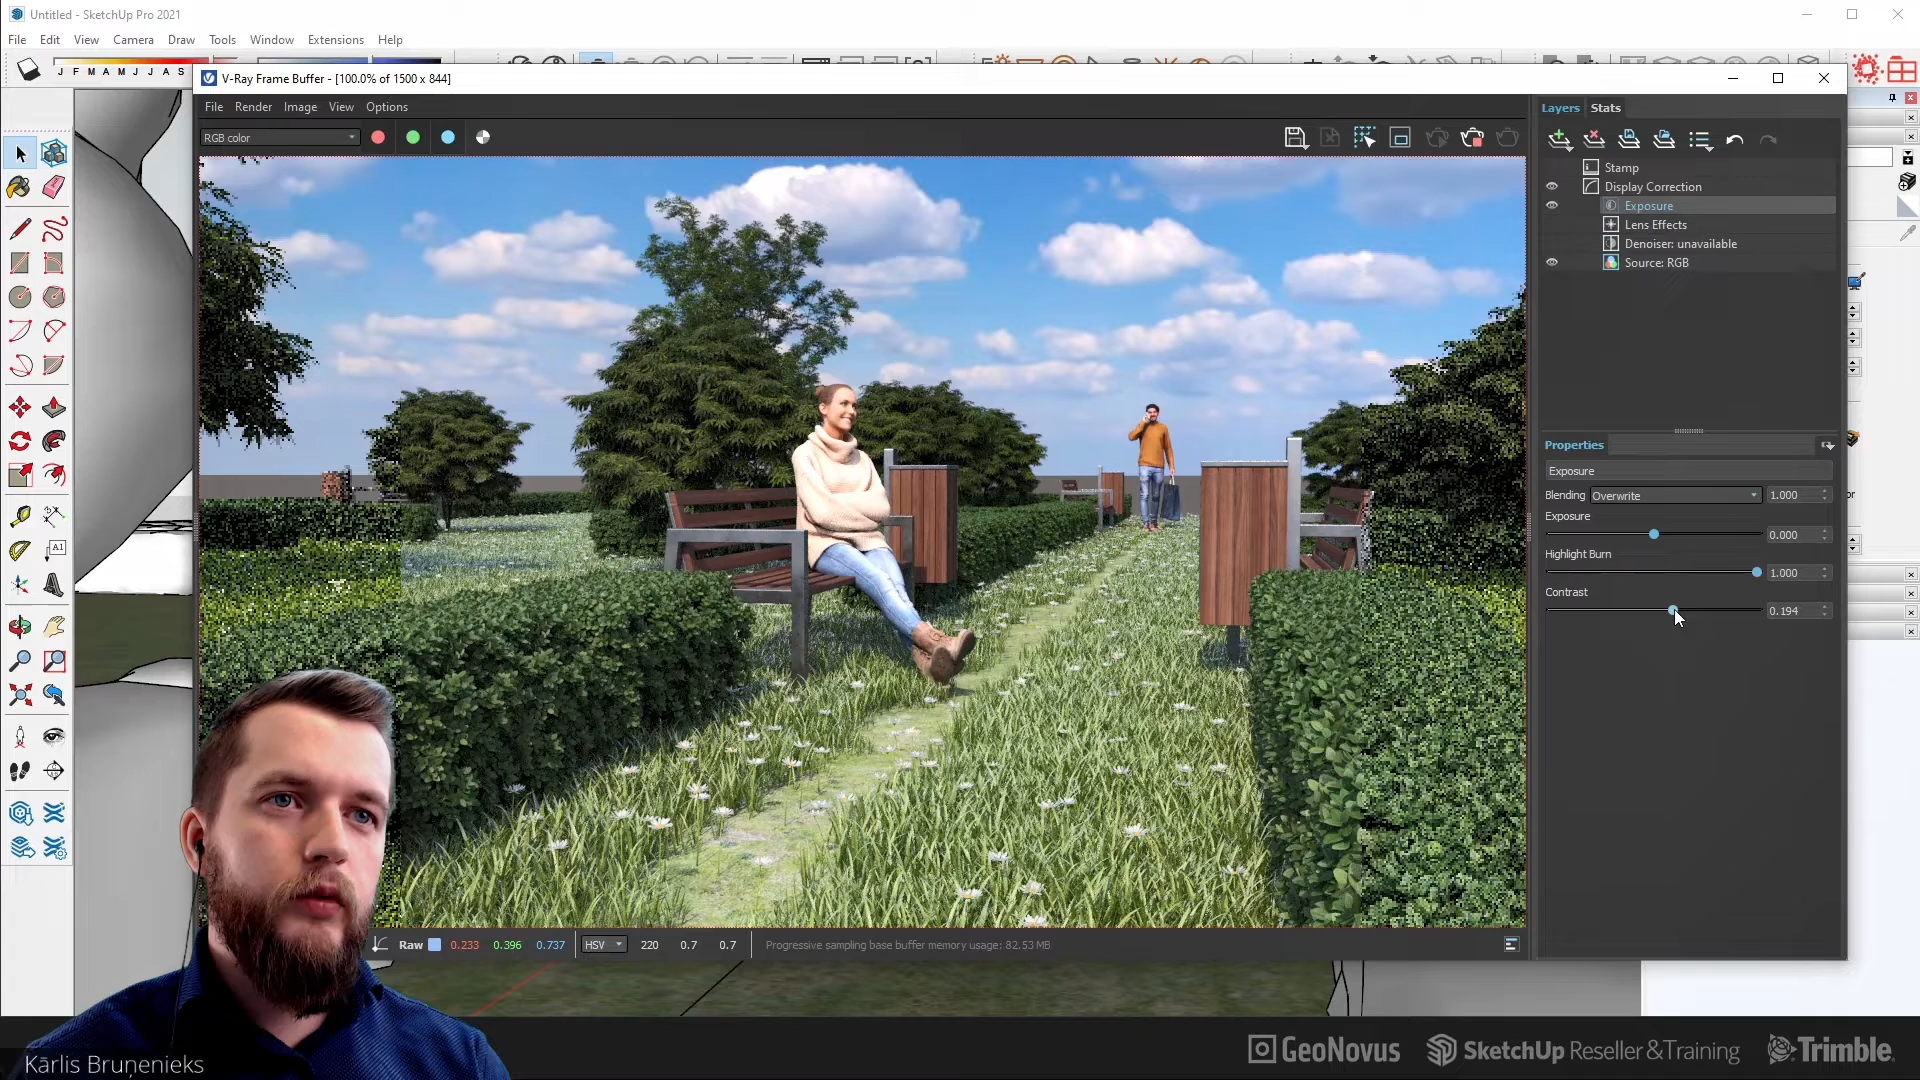 Untitled - SketchUp Pro 2021
File Edit View Camera Draw Tools Window Extensions Help
J F M A M J J A S
V-Ray Frame Buffer - [100.0% of 1500 x 844]
File Render Image View Options
RGB color
Layers Stats
Stamp
Display Correction
Exposure
Lens Effects
Denoiser: unavailable
Source: RGB
Properties
Exposure
Blending Overwrite 1.000
Exposure
0.000
Highlight Burn
1.000
Contrast
0.194
A1
or
Raw 0.233 0.396 0.737 HSV 220 0.7 0.7 Progressive sampling base buffer memory usage: 82.53 MB
Kārlis Bruņenieks
GeoNovus SketchUp Reseller & Training Trimble